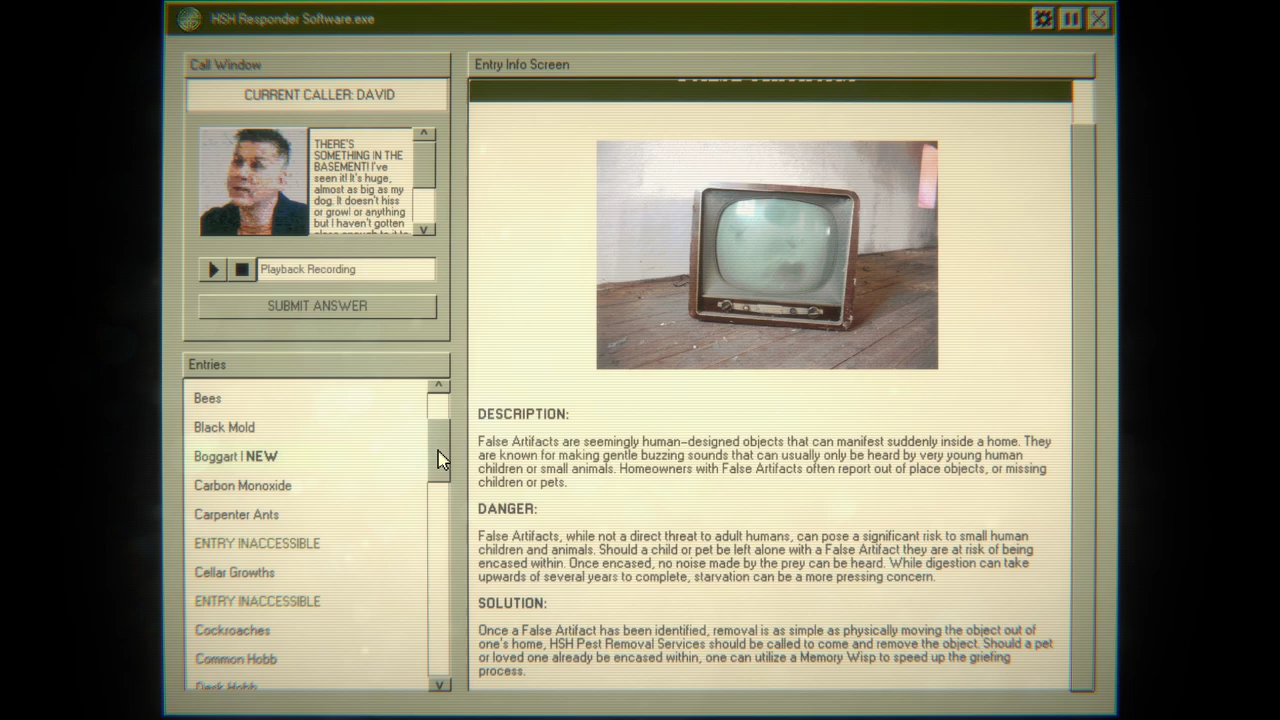 HSH Responder Software.exe
Call Window
CURRENT CALLER: DAVID
THERE'S
SOMETHING IN THE
BASEMENT! I've
seen it! It's huge,
almost as big as my
dog. It doesn't hiss
or growl or anything
but I haven't gotten
Playback Recording
SUBMIT ANSWER
Entries
Bees
Black Mold
Boggart | NEW
Carbon Monoxide
Carpenter Ants
ENTRY INACCESSIBLE
Cellar Growths
ENTRY INACCESSIBLE
Cockroaches
Common Hobb
Desk Hobb
Entry Info Screen
DESCRIPTION:
False Artifacts are seemingly human-designed objects that can manifest suddenly inside a home. They
are known for making gentle buzzing sounds that can usually only be heard by very young human
children or small animals. Homeowners with False Artifacts often report out of place objects, or missing
children or pets.
DANGER:
False Artifacts, while not a direct threat to adult humans, can pose a significant risk to small human
children and animals. Should a child or pet be left alone with a False Artifact they are at risk of being
encased within. Once encased, no noise made by the prey can be heard. While digestion can take
upwards of several years to complete, starvation can be a more pressing concern.
SOLUTION:
Once a False Artifact has been identified, removal is as simple as physically moving the object out of
one's home, HSH Pest Removal Services should be called to come and remove the object. Should a pet
or loved one already be encased within, one can utilize a Memory Wisp to speed up the griefing
process.